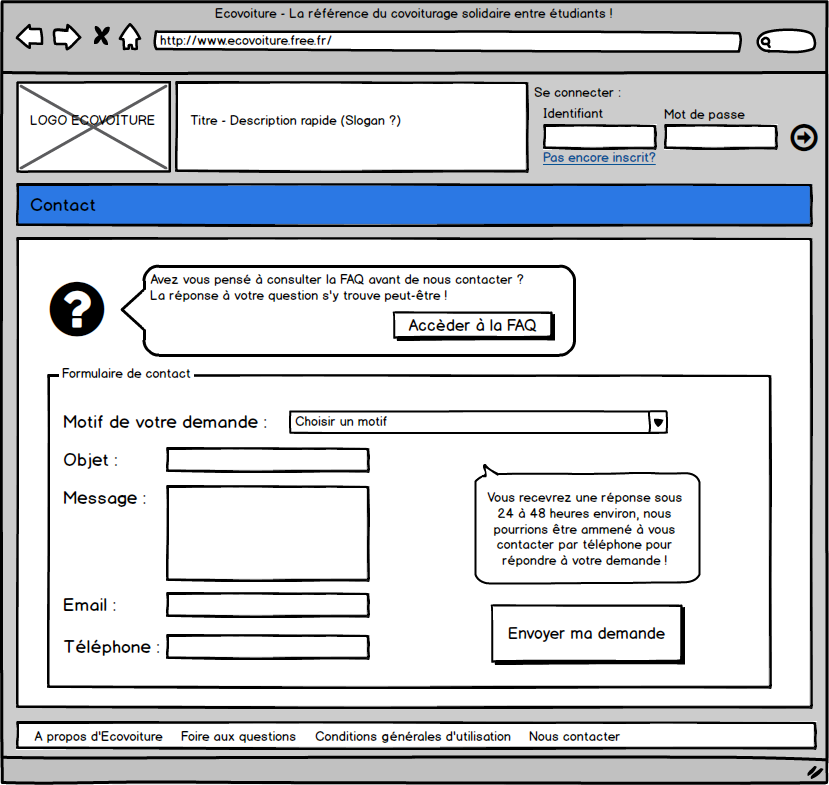 Ecovoiture - La référence du covoiturage solidaire entre étudiants !
http://www.ecovoiture.free.fr/
LOGO ECOVOITURE
Titre - Description rapide (Slogan ?)
Se connecter :
Identifiant
Mot de passe
Pas encore inscrit?
Contact
?
Avez vous pensé à consulter la FAQ avant de nous contacter ?
La réponse à votre question s'y trouve peut-être !
Accèder à la FAQ
Formulaire de contact
Motif de votre demande :
Choisir un motif
Objet :
Message :
Vous recevrez une réponse sous
24 à 48 heures environ, nous
pourrions être ammené à vous
contacter par téléphone pour
répondre à votre demande !
Email :
Téléphone :
Envoyer ma demande
A propos d'Ecovoiture
Foire aux questions
Conditions générales d'utilisation
Nous contacter